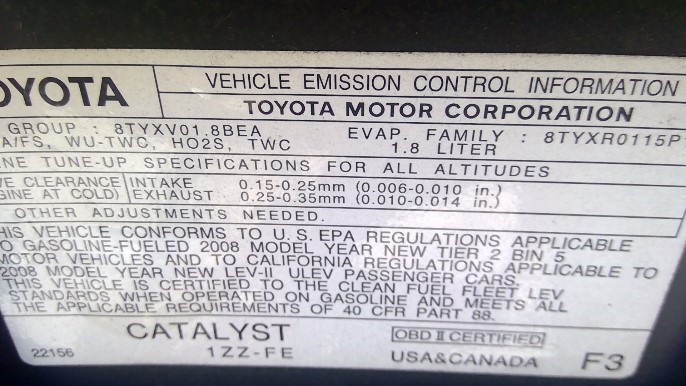 OYOTA
VEHICLE EMISSION CONTROL INFORMATION
TOYOTA MOTOR CORPORATION
GROUP : 8TYXV01.8BEA EVAP. FAMILY : 8TYXR0115P
A/FS, WU-TWC, HO2S, TWC 1.8 LITER
NE TUNE-UP SPECIFICATIONS FOR ALL ALTITUDES
VE CLEARANCE INTAKE 0.15-0.25mm (0.006-0.010 in.)
GINE AT COLD) EXHAUST 0.25-0.35mm (0.010-0.014 in.)
OTHER ADJUSTMENTS NEEDED.
HIS VEHICLE CONFORMS TO U.S. EPA REGULATIONS APPLICABLE
O GASOLINE-FUELED 2008 MODEL YEAR NEW TIER 2 BIN 5
MOTOR VEHICLES AND TO CALIFORNIA REGULATIONS APPLICABLE TO
2008 MODEL YEAR NEW LEV-II ULEV PASSENGER CARS.
THIS VEHICLE IS CERTIFIED TO THE CLEAN FUEL FLEET LEV
STANDARDS WHEN OPERATED ON GASOLINE AND MEETS ALL
THE APPLICABLE REQUIREMENTS OF 40 CFR PART 88.
CATALYST OBD II CERTIFIED
22156 1ZZ-FE USA&CANADA F3